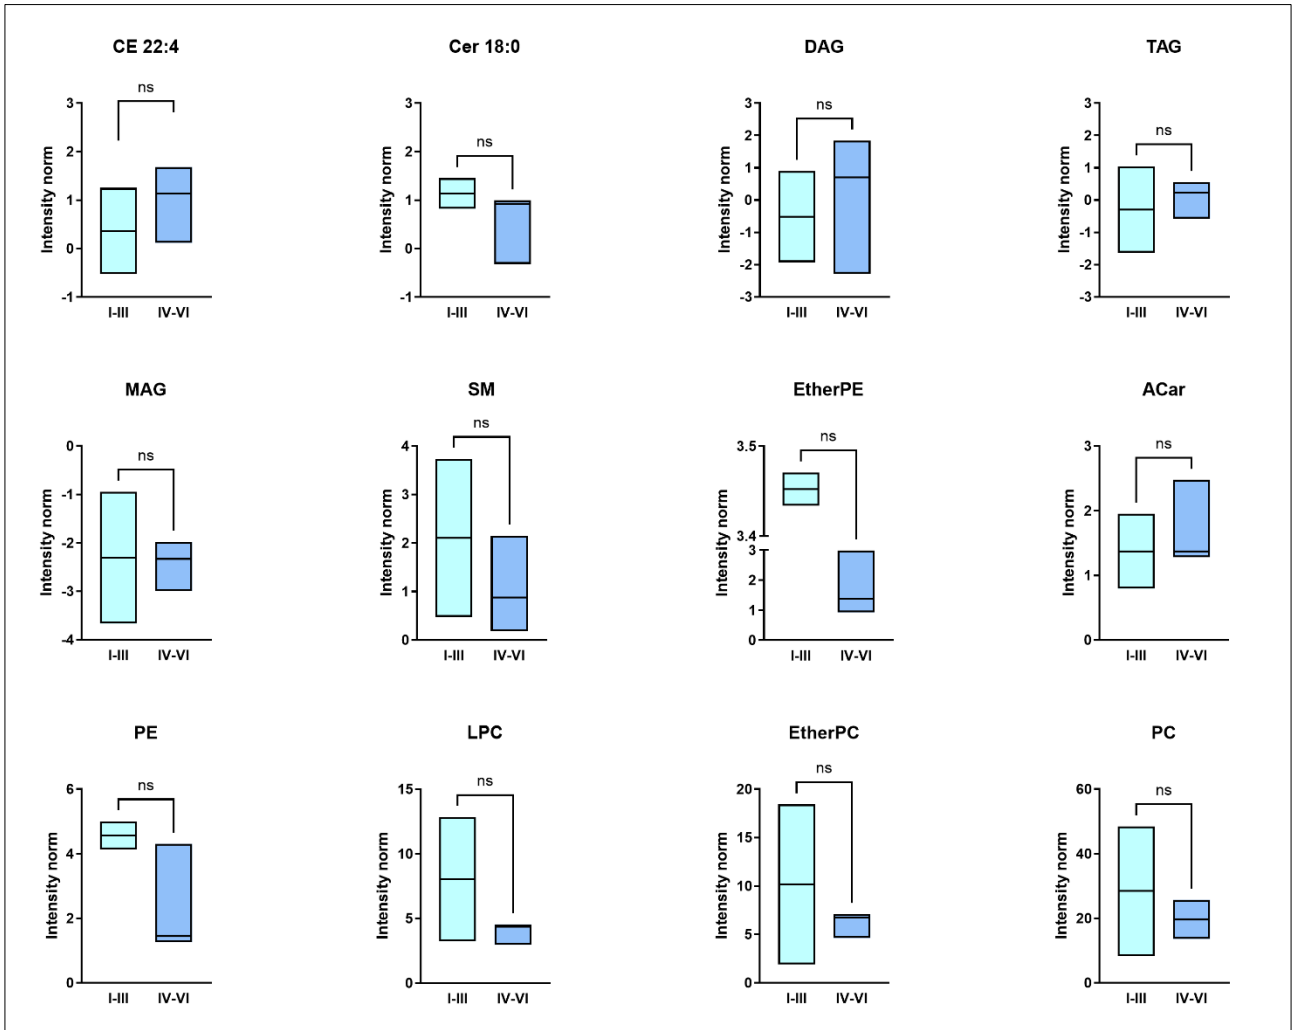 CE 22:4
ns
Intensity norm
3
2
1
0
-1
I-III IV-VI
Cer 18:0
ns
Intensity norm
3
2
1
0
-1
I-III IV-VI
DAG
ns
Intensity norm
3
2
1
0
-1
-2
-3
I-III IV-VI
TAG
ns
Intensity norm
3
2
1
0
-1
-2
-3
I-III IV-VI
MAG
ns
Intensity norm
0
-1
-2
-3
-4
I-III IV-VI
SM
ns
Intensity norm
4
3
2
1
0
I-III IV-VI
EtherPE
ns
Intensity norm
3.5
3.4
3
2
1
0
I-III IV-VI
ACar
ns
Intensity norm
3
2
1
0
I-III IV-VI
PE
ns
Intensity norm
6
4
2
0
I-III IV-VI
LPC
ns
Intensity norm
15
10
5
0
I-III IV-VI
EtherPC
ns
Intensity norm
20
15
10
5
0
I-III IV-VI
PC
ns
Intensity norm
60
40
20
0
I-III IV-VI